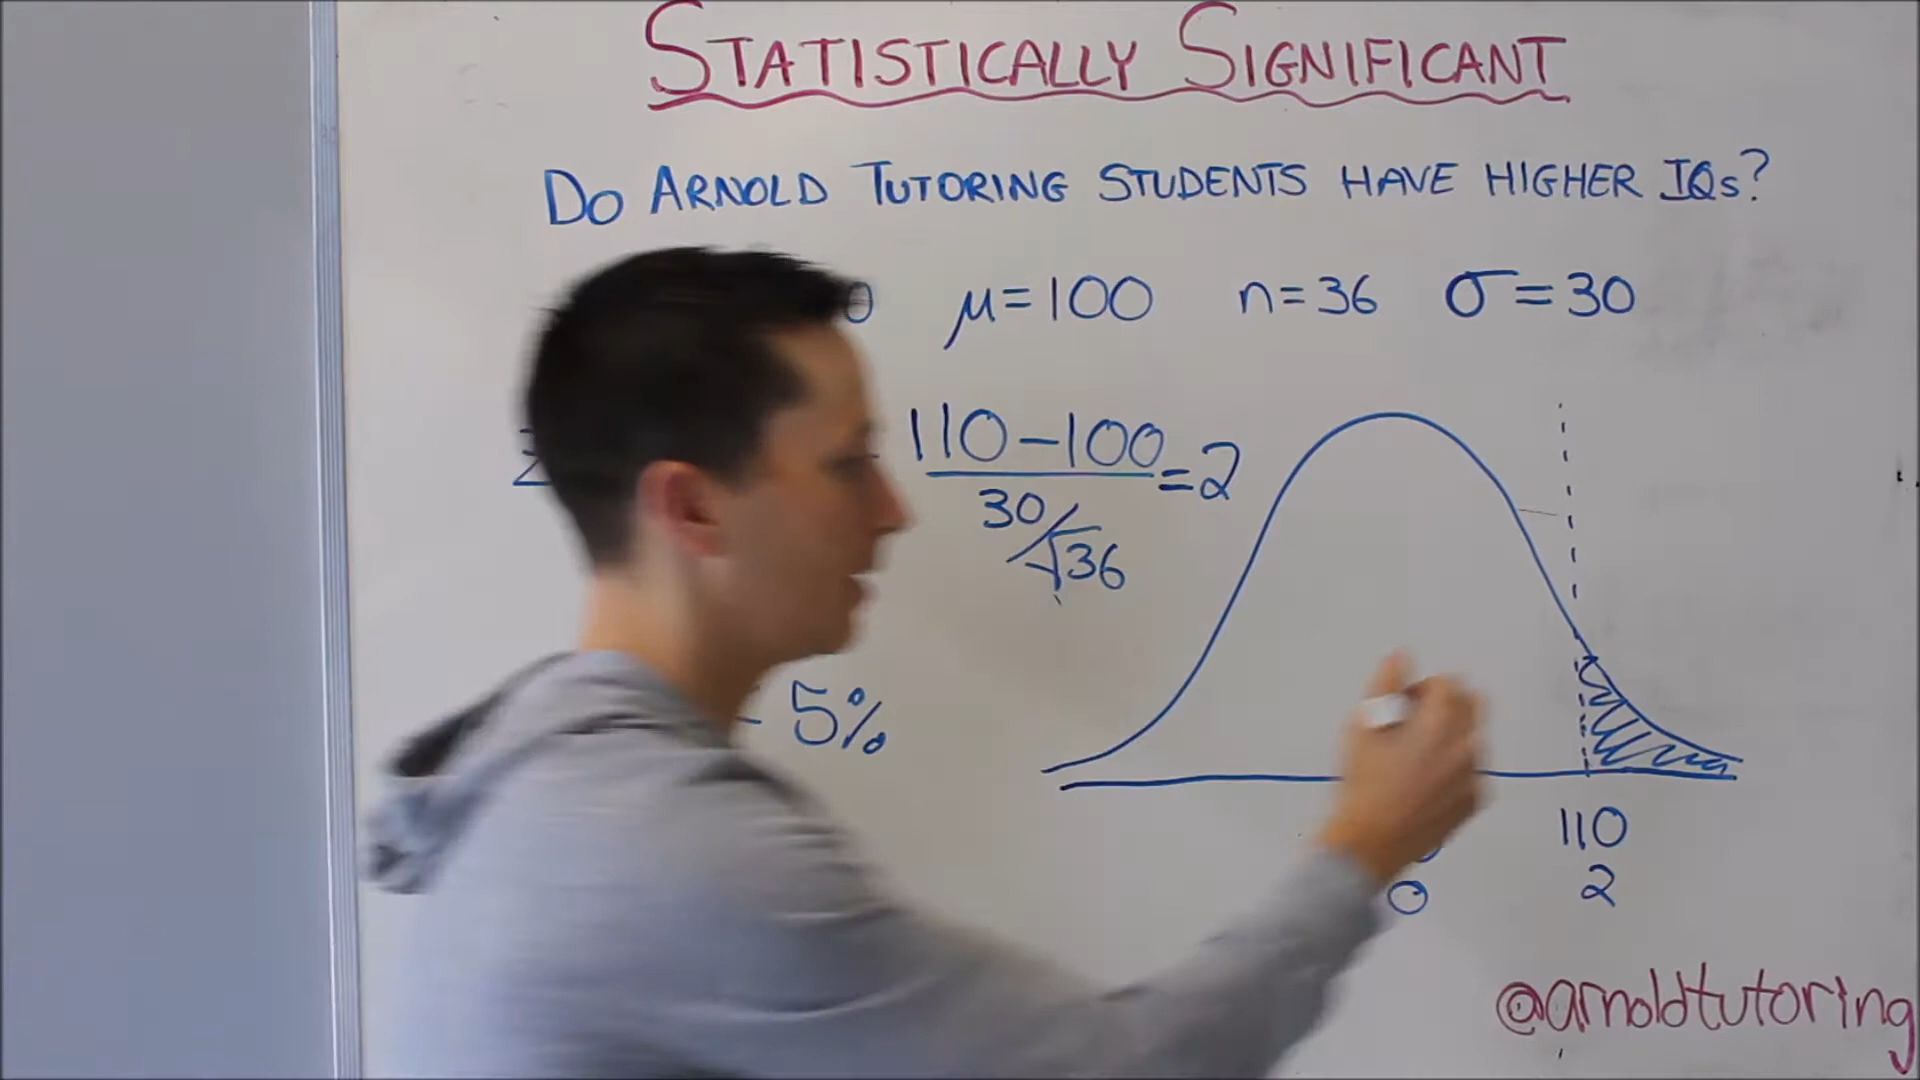 STATISTICALLY SIGNIFICANT
DO ARNOLD TUTORING STUDENTS HAVE HIGHER IQs?
μ=100 n=36 σ=30
110-100
=2
30/√36
5%
110
0 2
@arnoldtutoring